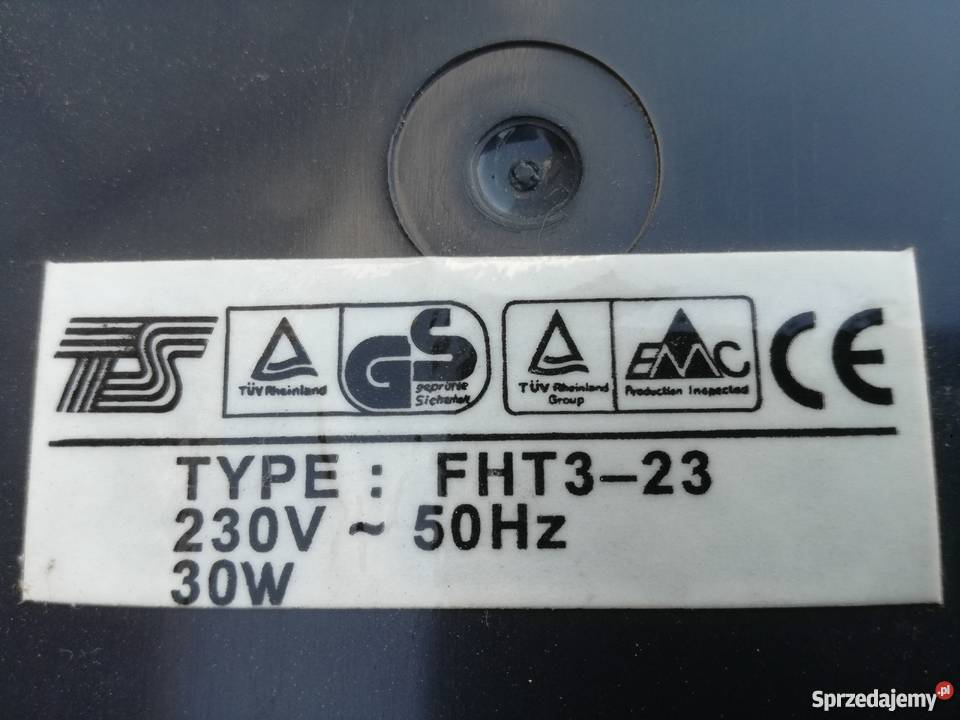 TS
TÜV Rheinland
GS
geprüfte
Sicherheit
TÜV Rheinland
Group
EMC
Production Inspected
CE
TYPE : FHT3-23
230V ~ 50Hz
30W
Sprzedajemy.pl